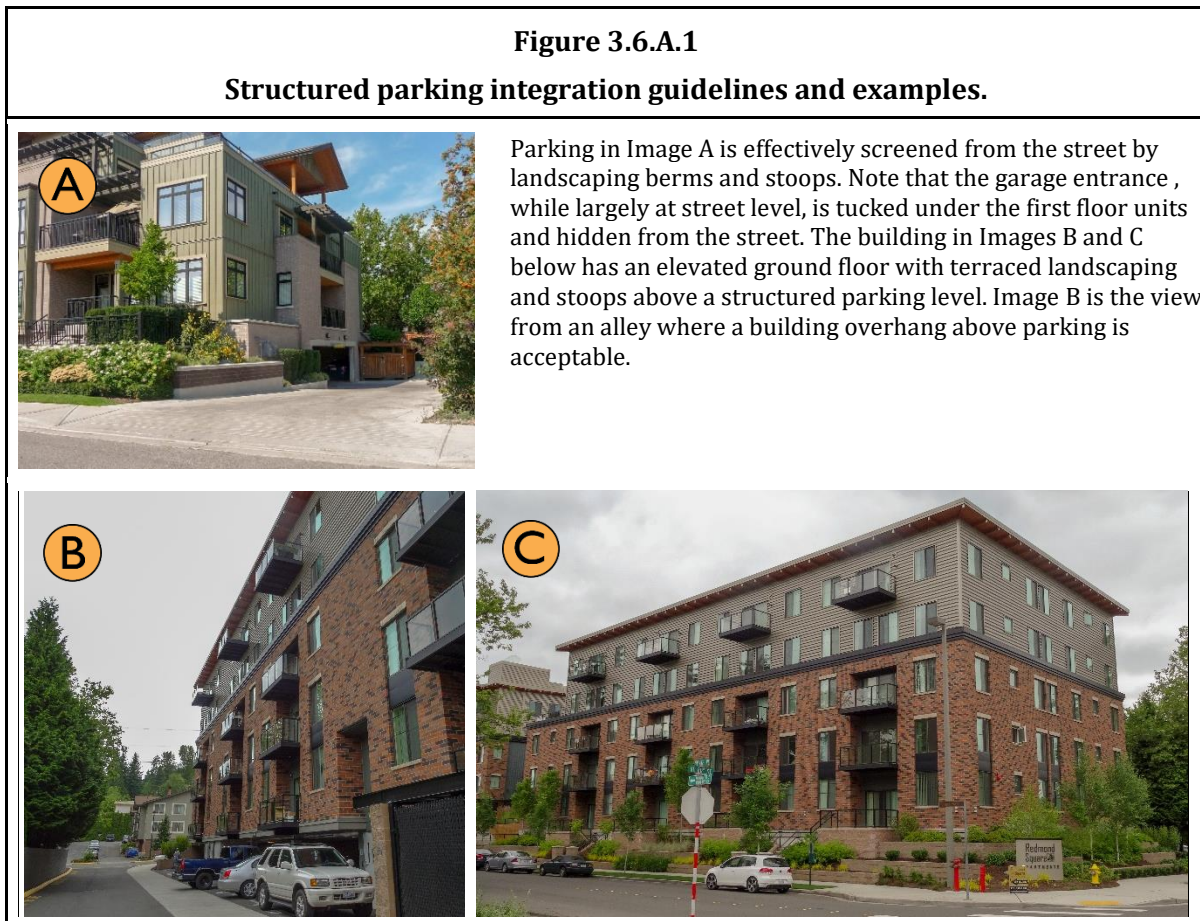 Figure 3.6.A.1
Structured parking integration guidelines and examples.
A
Parking in Image A is effectively screened from the street by
landscaping berms and stoops. Note that the garage entrance ,
while largely at street level, is tucked under the first floor units
and hidden from the street. The building in Images B and C
below has an elevated ground floor with terraced landscaping
and stoops above a structured parking level. Image B is the view
from an alley where a building overhang above parking is
acceptable.
B
C
Redmond
Square
APARTMENTS